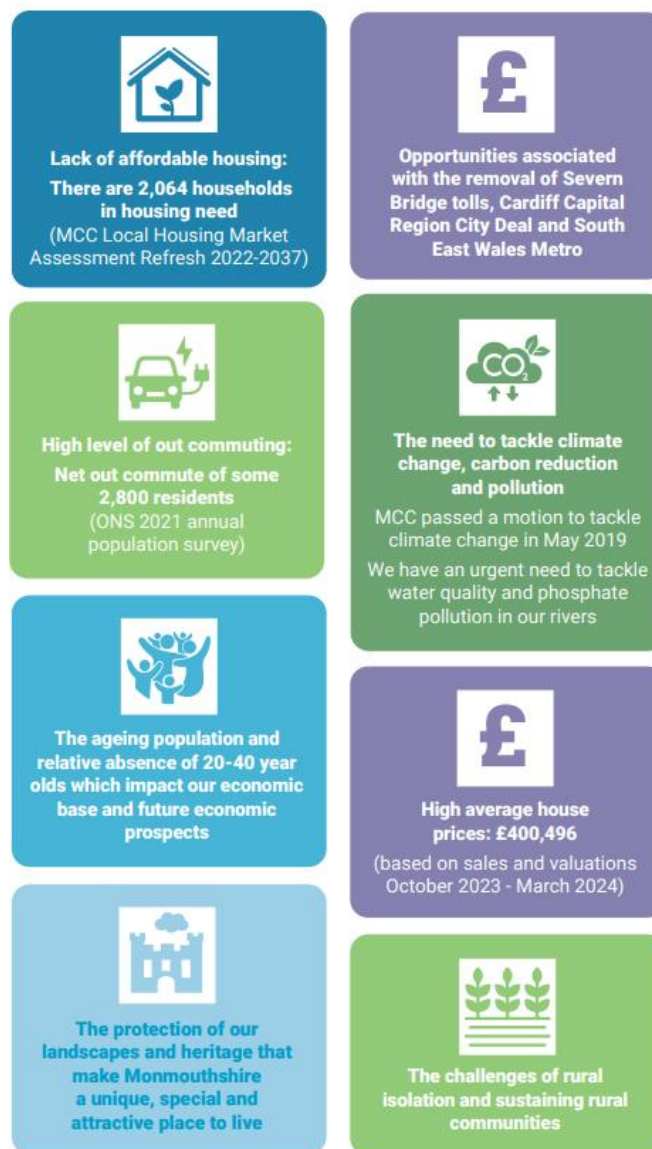 Lack of affordable housing:
There are 2,064 households
in housing need
(MCC Local Housing Market
Assessment Refresh 2022-2037)
£
Opportunities associated
with the removal of Severn
Bridge tolls, Cardiff Capital
Region City Deal and South
East Wales Metro
High level of out commuting:
Net out commute of some
2,800 residents
(ONS 2021 annual
population survey)
CO2
The need to tackle climate
change, carbon reduction
and pollution
MCC passed a motion to tackle
climate change in May 2019
We have an urgent need to tackle
water quality and phosphate
pollution in our rivers
The ageing population and
relative absence of 20-40 year
olds which impact our economic
base and future economic
prospects
£
High average house
prices: £400,496
(based on sales and valuations
October 2023 - March 2024)
The protection of our
landscapes and heritage that
make Monmouthshire
a unique, special and
attractive place to live
The challenges of rural
isolation and sustaining rural
communities